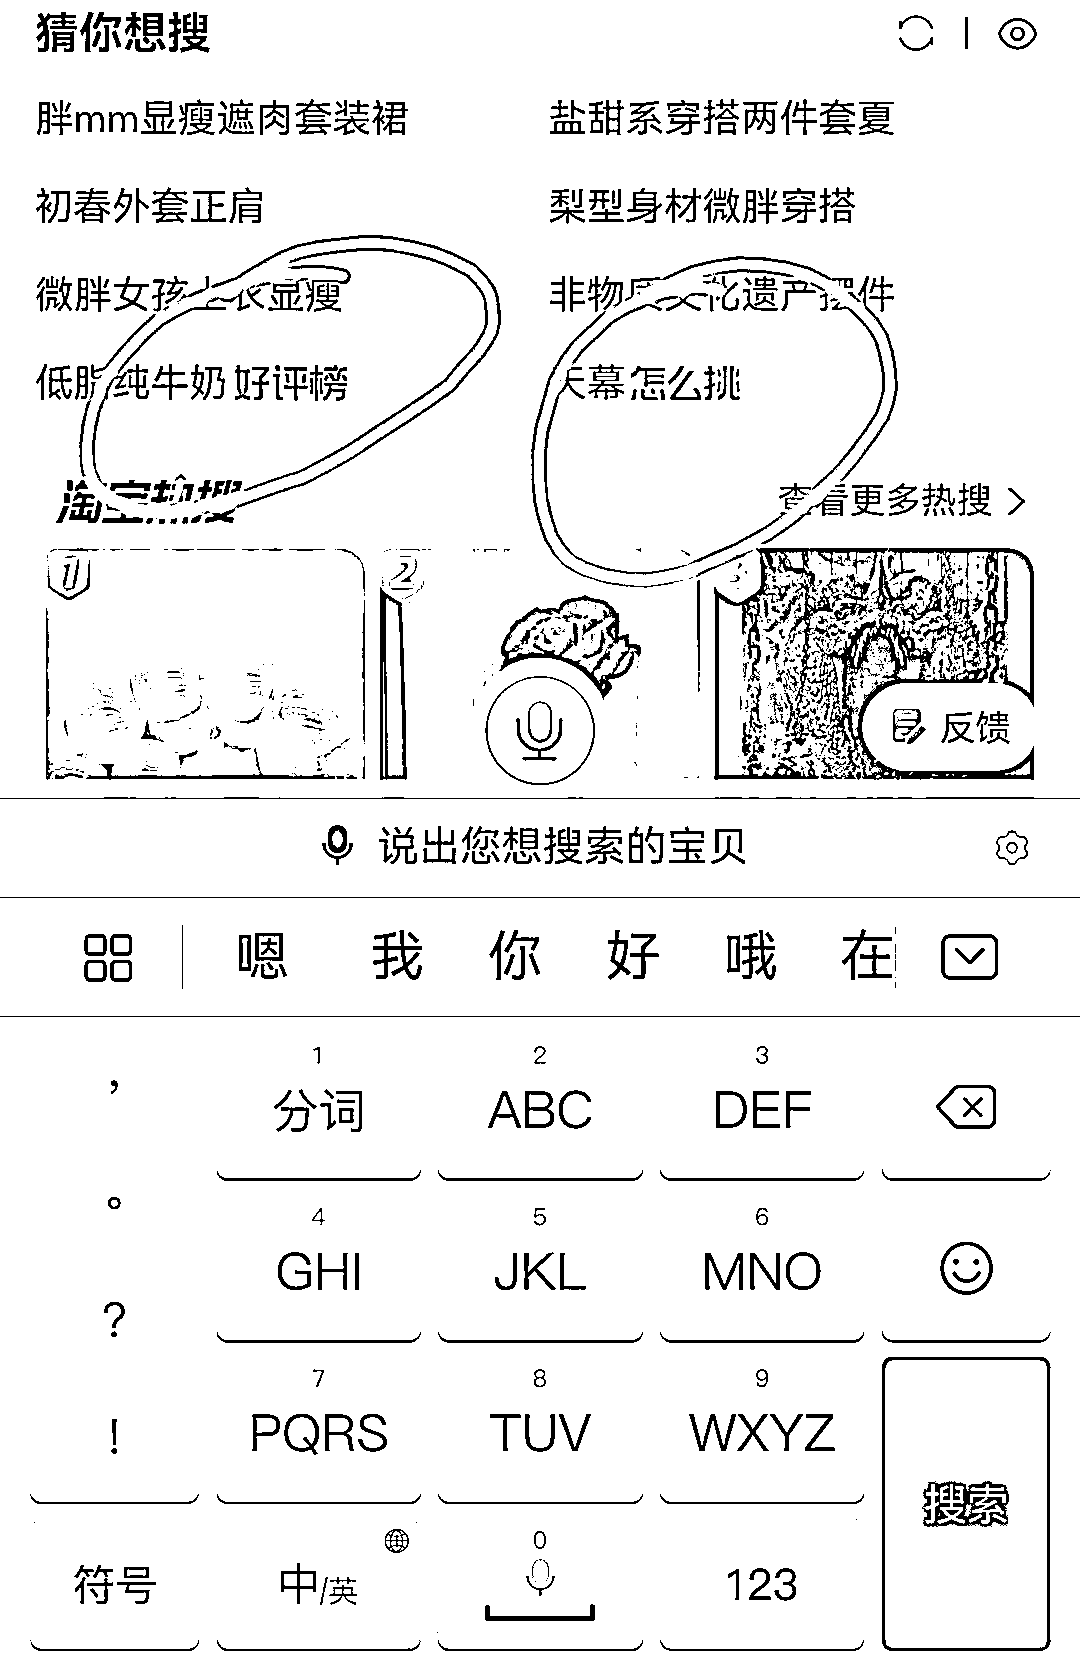 猜你想搜
胖mm显瘦遮肉套装裙 盐甜系穿搭两件套夏
初春外套正肩 梨型身材微胖穿搭
微胖女孩上衣显瘦 非物质文化遗产摆件
低脂纯牛奶 好评榜 天幕怎么挑
淘宝热搜 查看更多热搜
1 2 3
反馈
说出您想搜索的宝贝
嗯 我 你 好 哦 在
, 1 2 3
分词 ABC DEF
。 4 5 6
GHI JKL MNO
?
7 8 9
! PQRS TUV WXYZ
搜索
0
符号 中/英 123